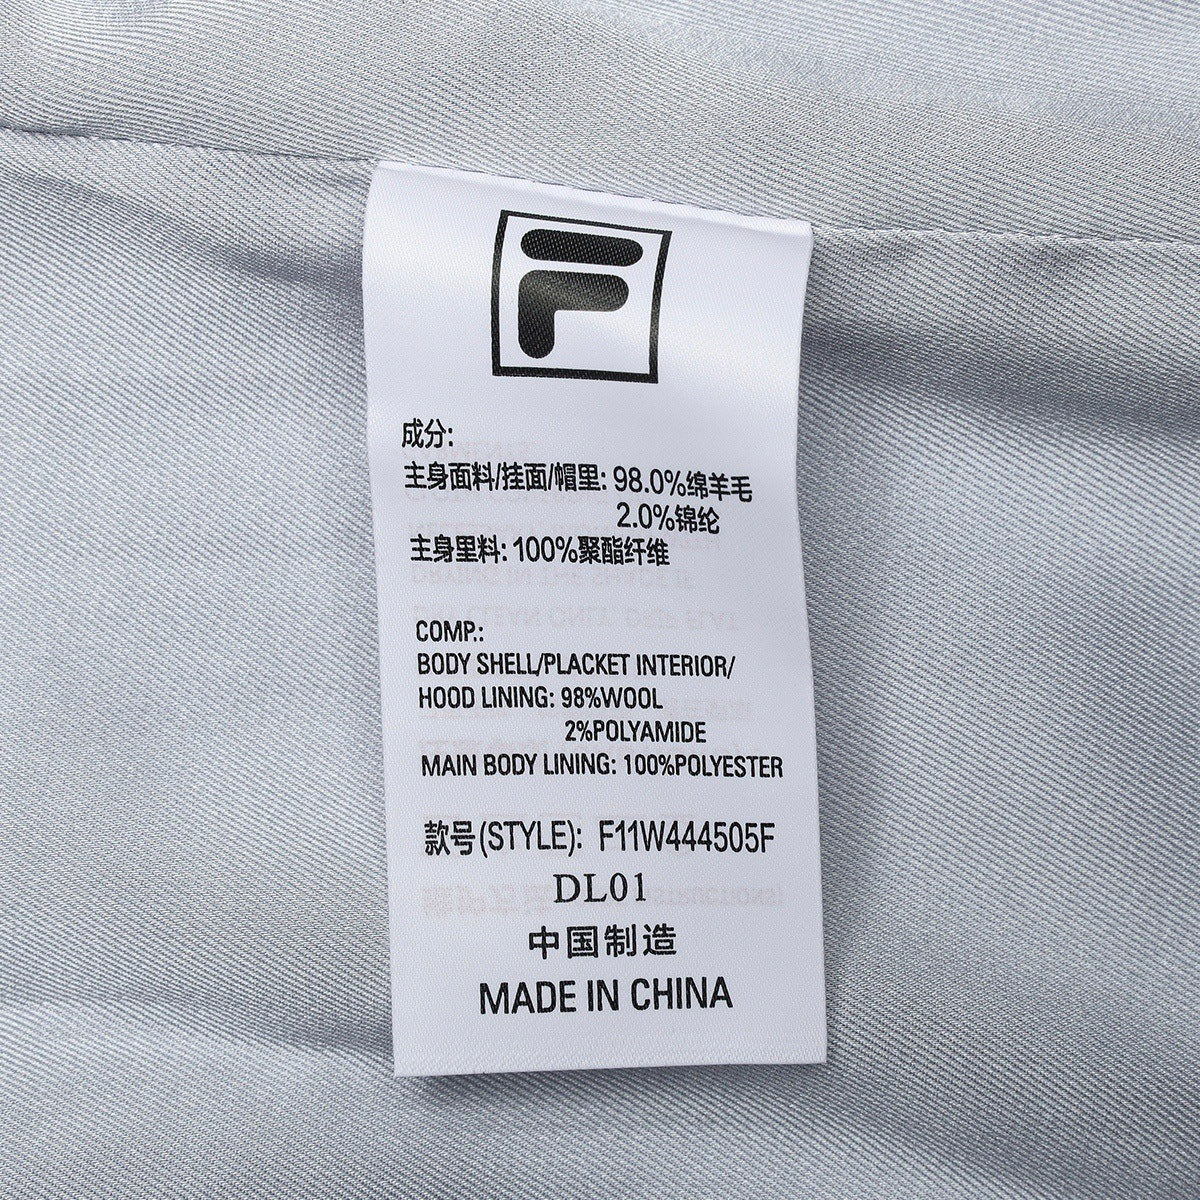 F
成分:
主身面料/挂面/帽里: 98.0%绵羊毛
2.0%锦纶
主身里料: 100%聚酯纤维
COMP.:
BODY SHELL/PLACKET INTERIOR/
HOOD LINING: 98%WOOL
2%POLYAMIDE
MAIN BODY LINING: 100%POLYESTER
款号(STYLE): F11W444505F
DL01
中国制造
MADE IN CHINA